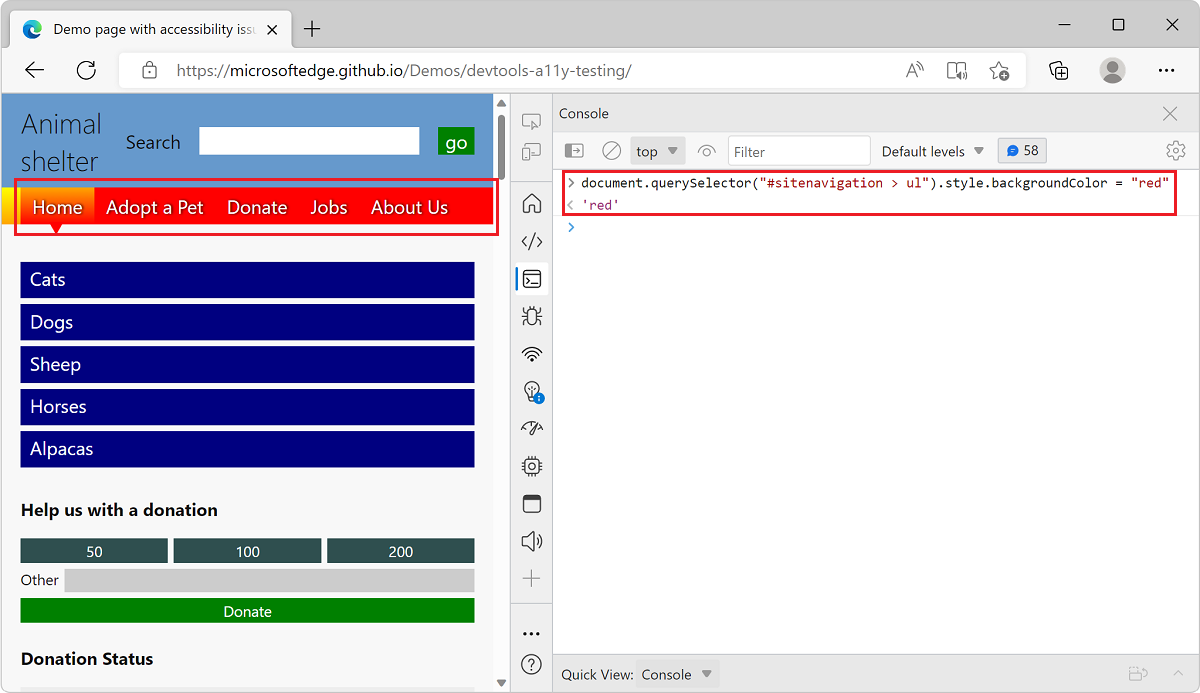 Demo page with accessibility issu
https://microsoftedge.github.io/Demos/devtools-a11y-testing/
Animal
shelter
Search
go
Home Adopt a Pet Donate Jobs About Us
Cats
Dogs
Sheep
Horses
Alpacas
Help us with a donation
50 100 200
Other
Donate
Donation Status
Console
top Filter Default levels 58
document.querySelector("#sitenavigation > ul").style.backgroundColor = "red"
'red'
Quick View: Console